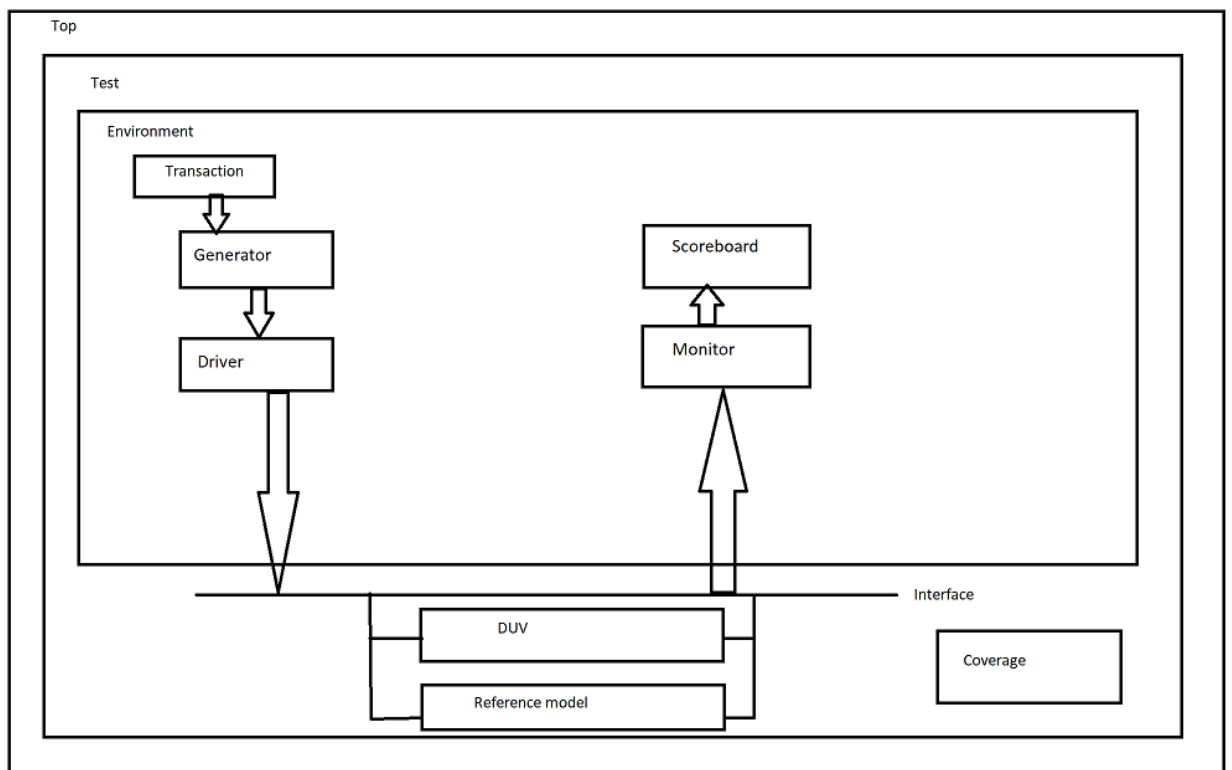 Top
Test
Environment
Transaction
Generator
Scoreboard
Driver
Monitor
Interface
DUV
Coverage
Reference model